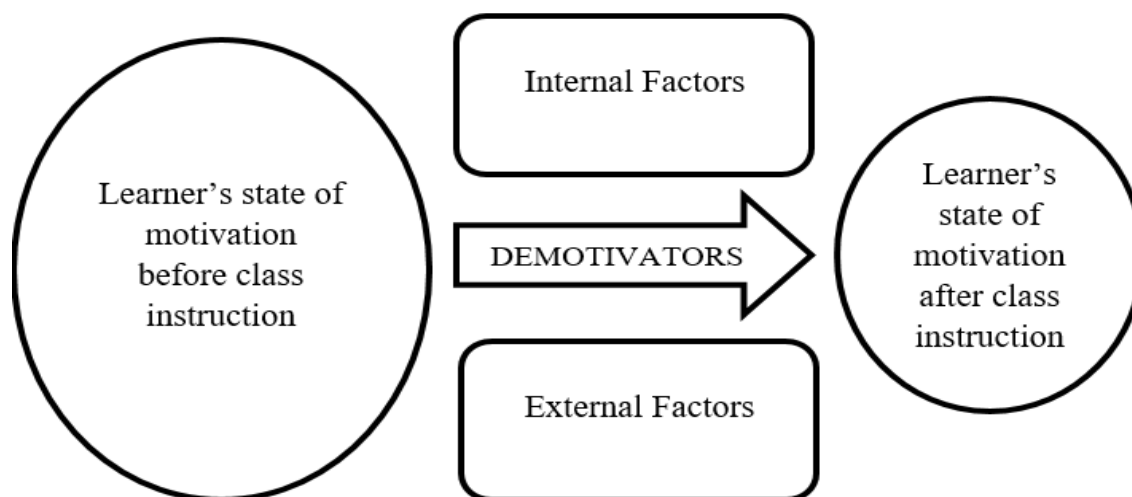 Learner’s state of
motivation
before class
instruction
Internal Factors
DEMOTIVATORS
External Factors
Learner’s
state of
motivation
after class
instruction